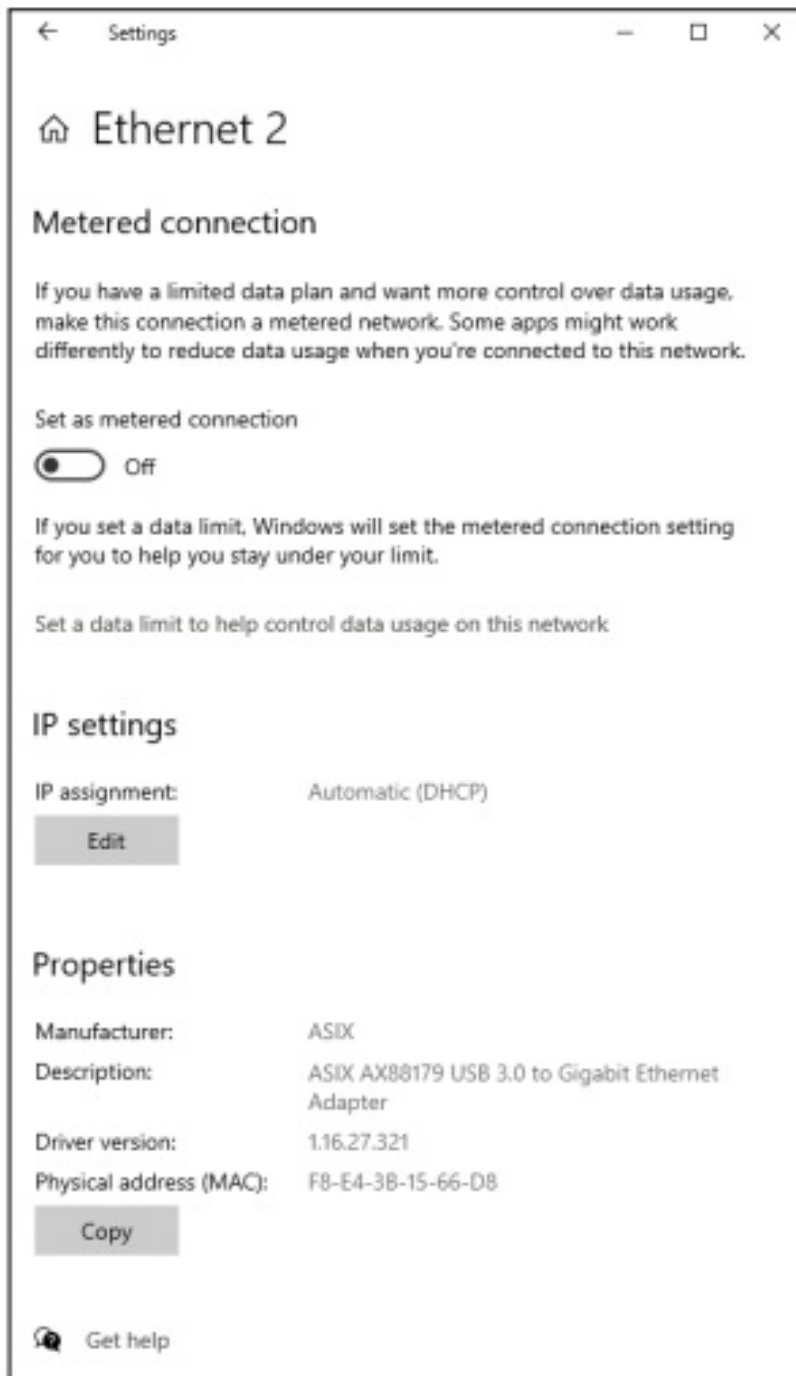 Settings
Ethernet 2
Metered connection
If you have a limited data plan and want more control over data usage,
make this connection a metered network. Some apps might work
differently to reduce data usage when you're connected to this network.
Set as metered connection
Off
If you set a data limit, Windows will set the metered connection setting
for you to help you stay under your limit.
Set a data limit to help control data usage on this network
IP settings
IP assignment: Automatic (DHCP)
Edit
Properties
Manufacturer: ASIX
Description: ASIX AX88179 USB 3.0 to Gigabit Ethernet
Adapter
Driver version: 1.16.27.321
Physical address (MAC): F8-E4-3B-15-66-D8
Copy
Get help